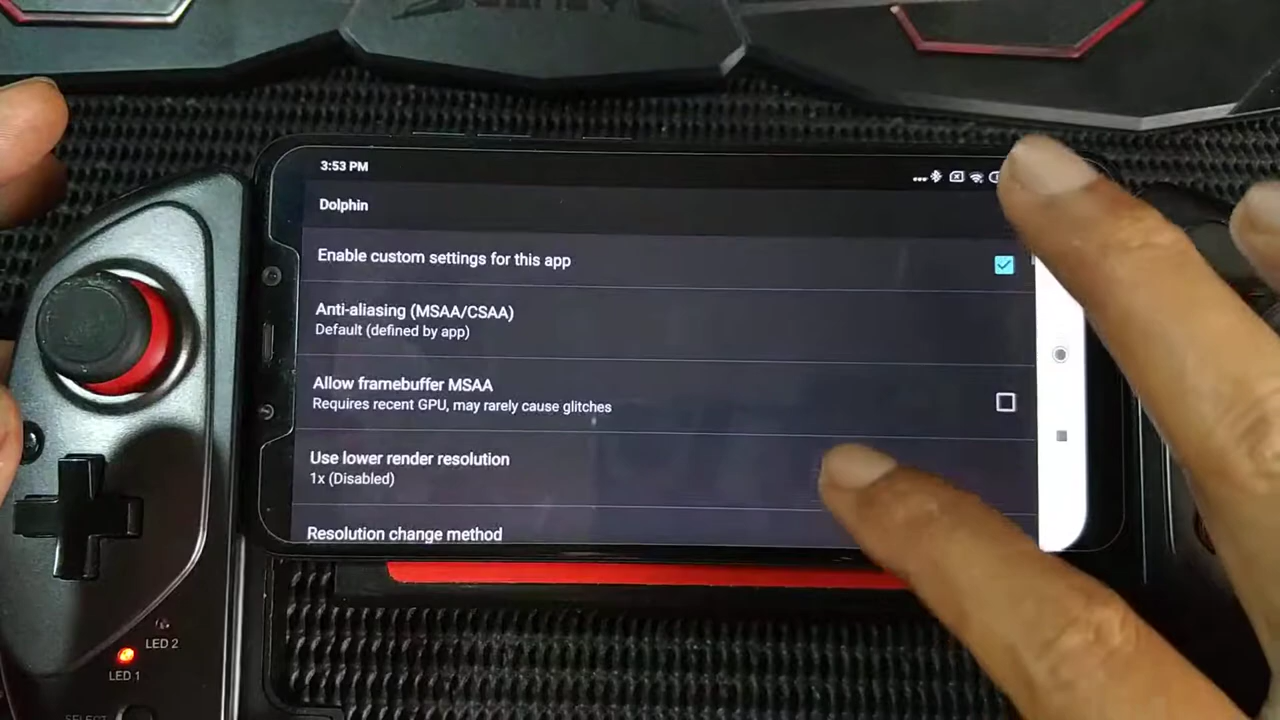 3:53 PM
Dolphin
Enable custom settings for this app
Anti-aliasing (MSAA/CSAA)
Default (defined by app)
Allow framebuffer MSAA
Requires recent GPU, may rarely cause glitches
Use lower render resolution
1x (Disabled)
Resolution change method
LED 2
LED 1
SELECT